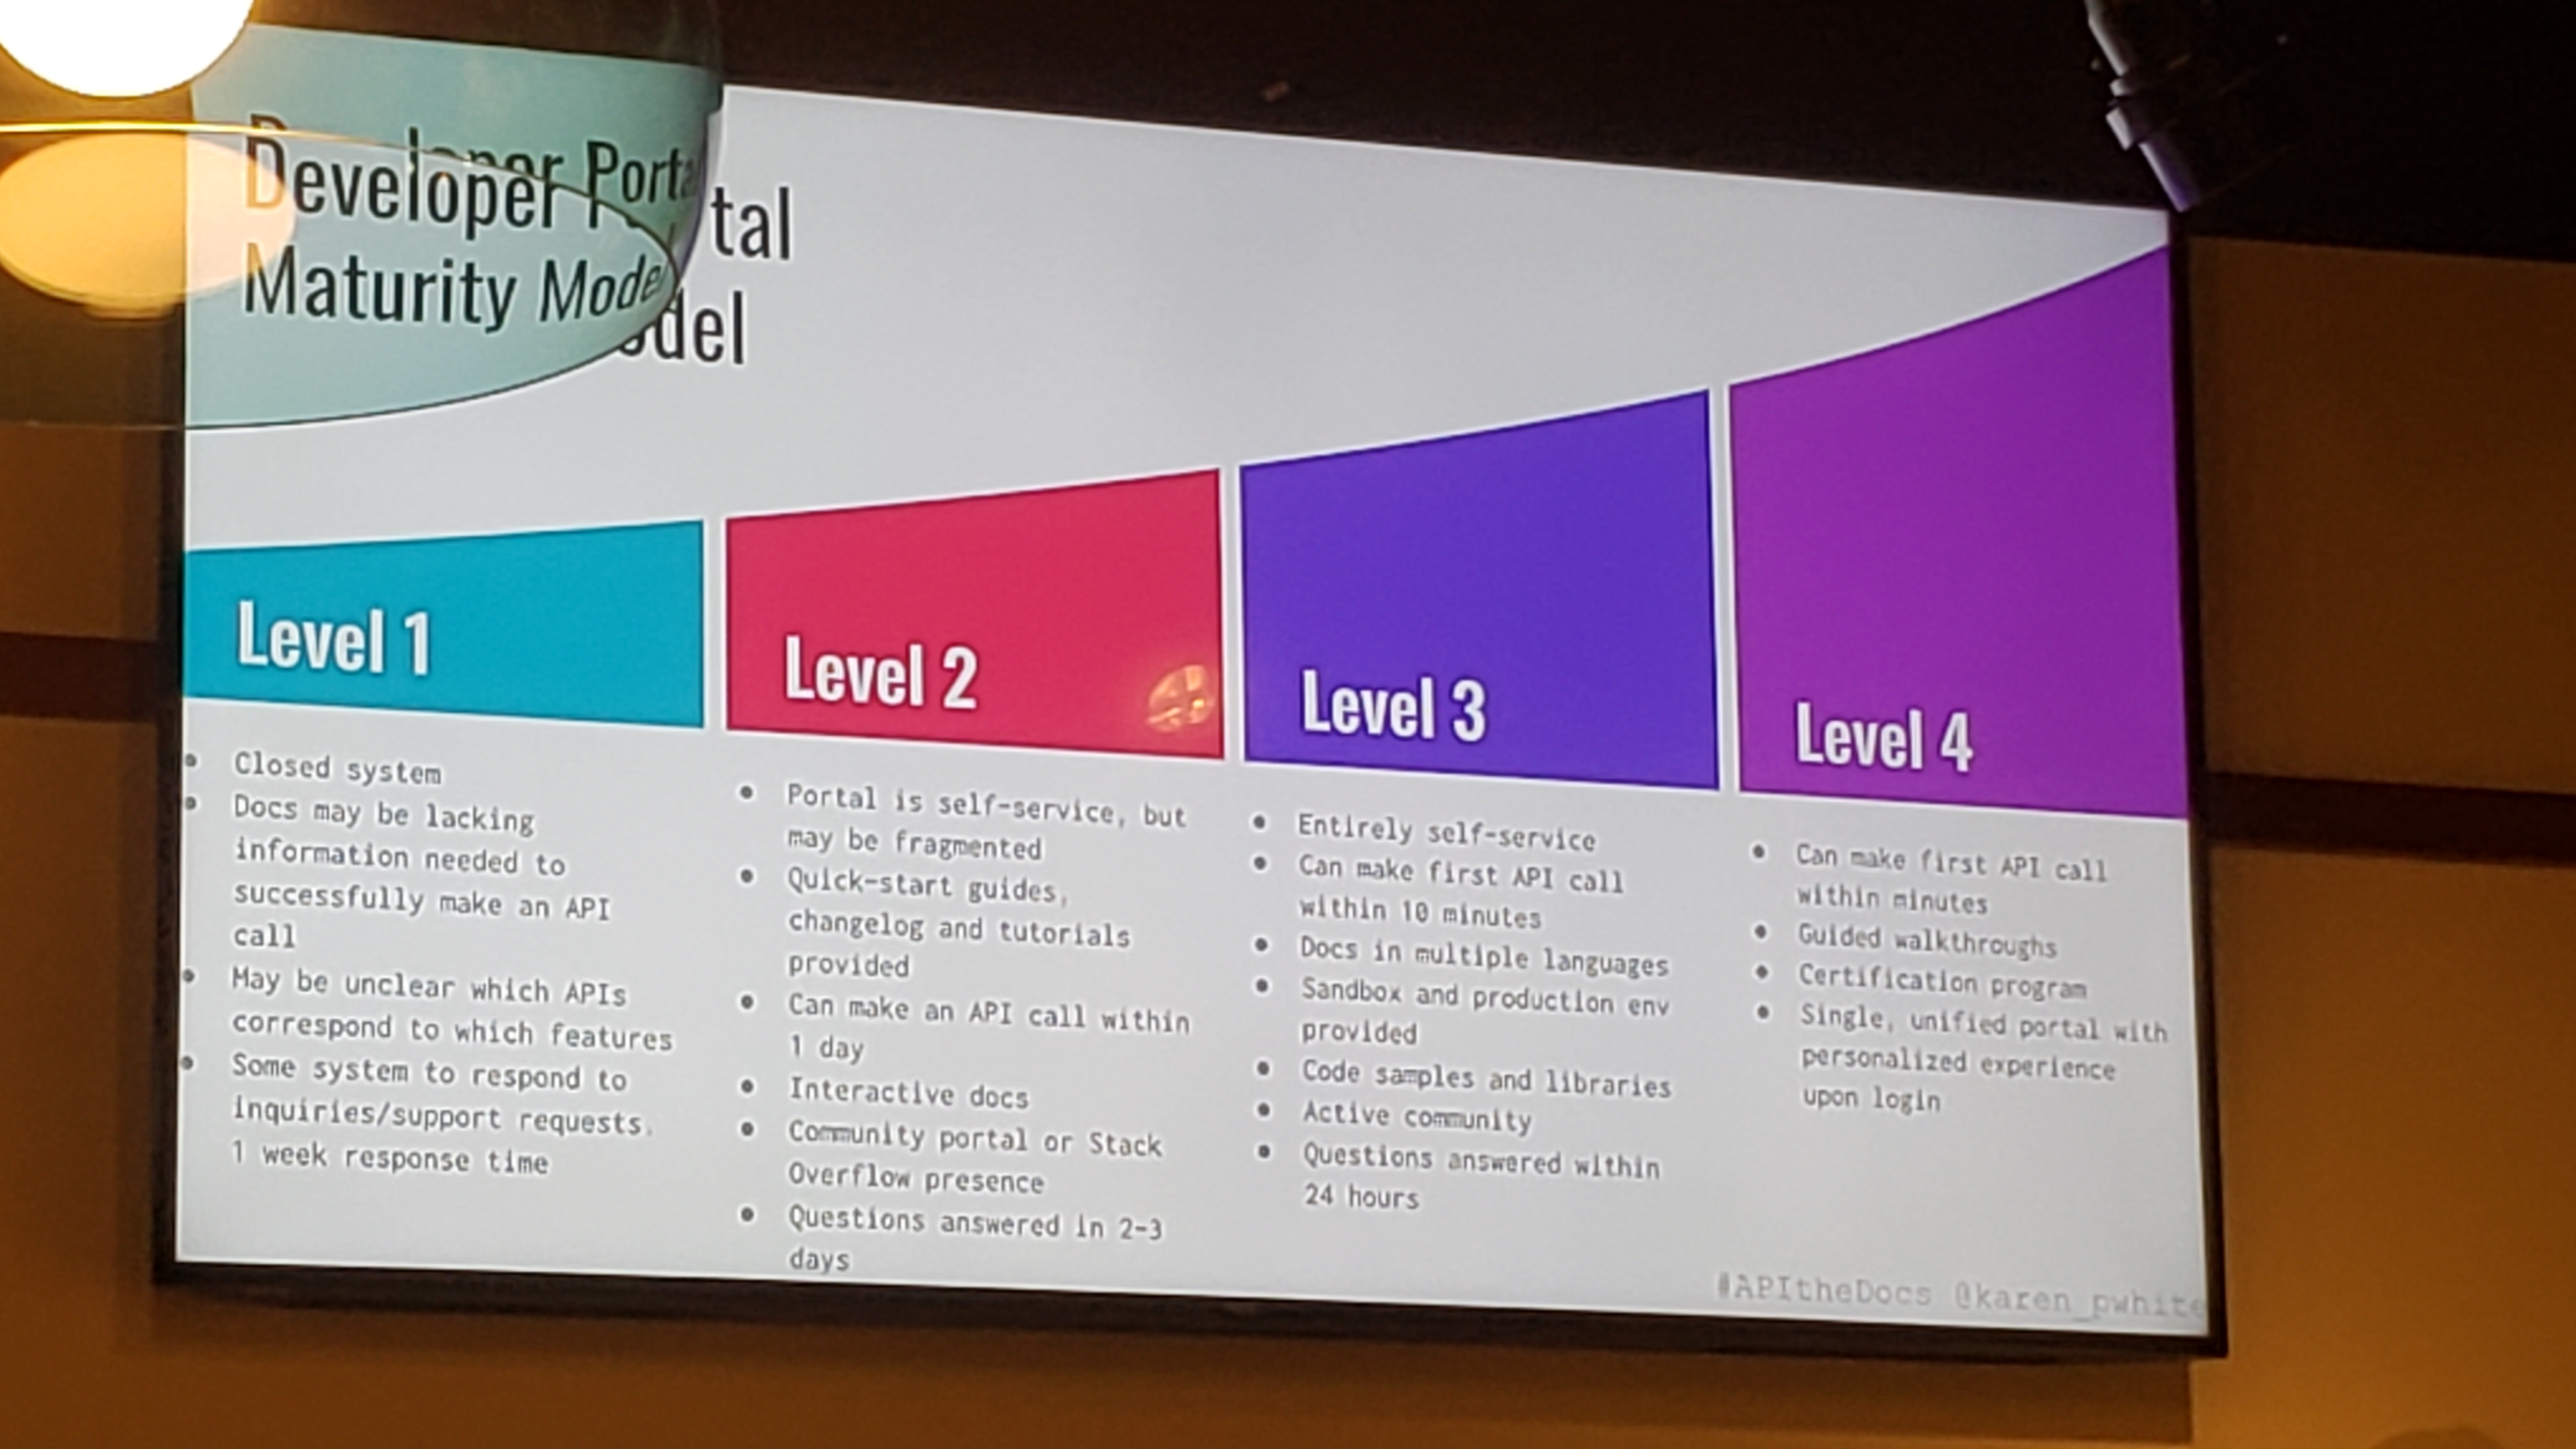 Developer Portal
Maturity Model
Level 1
• Closed system
• Docs may be lacking
information needed to
successfully make an API
call
• May be unclear which APIs
correspond to which features
• Some system to respond to
inquiries/support requests.
1 week response time
Level 2
• Portal is self-service, but
may be fragmented
• Quick-start guides,
changelog and tutorials
provided
• Can make an API call within
1 day
• Interactive docs
• Community portal or Stack
Overflow presence
• Questions answered in 2-3
days
Level 3
• Entirely self-service
• Can make first API call
within 10 minutes
• Docs in multiple languages
• Sandbox and production env
provided
• Code samples and libraries
• Active community
• Questions answered within
24 hours
Level 4
• Can make first API call
within minutes
• Guided walkthroughs
• Certification program
• Single, unified portal with
personalized experience
upon login
#APItheDocs @karen_pwhite